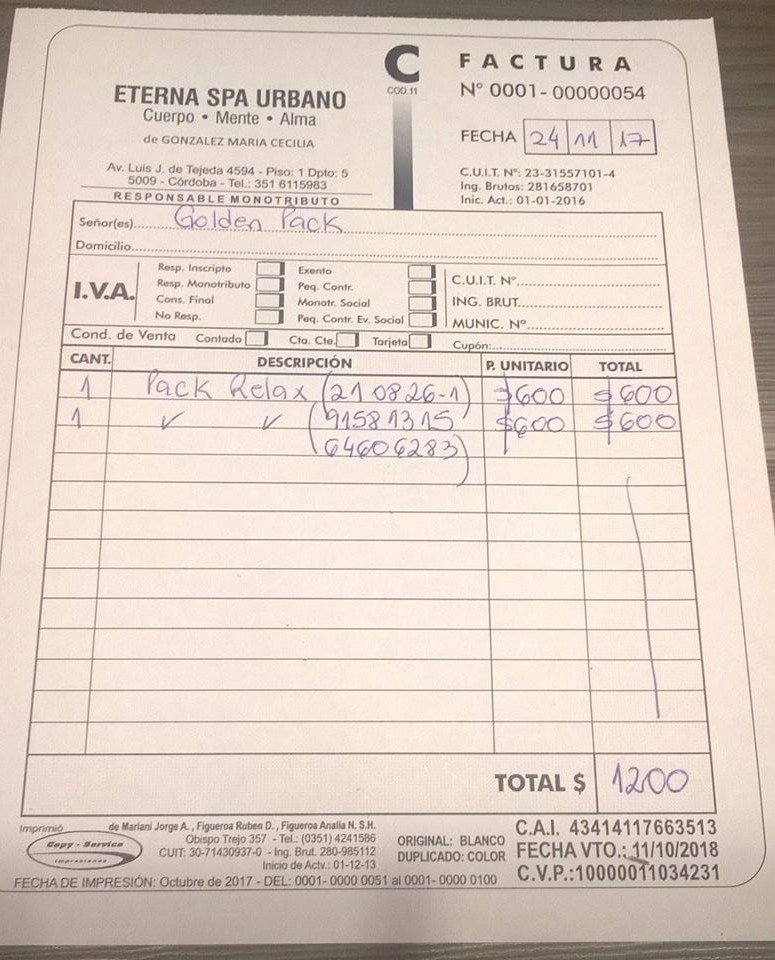 C
COD.11
FACTURA
Nº 0001-00000054
FECHA 24 11 17
C.U.I.T. Nº: 23-31557101-4
Ing. Brutos: 281658701
Inic. Act.: 01-01-2016
ETERNA SPA URBANO
Cuerpo • Mente • Alma
de GONZALEZ MARIA CECILIA
Av. Luis J. de Tejeda 4594 - Piso: 1 Dpto: 5
5009 - Córdoba - Tel.: 351 6115983
RESPONSABLE MONOTRIBUTO
Señor(es) Golden Pack
Domicilio
I.V.A.
Resp. Inscripto Exento
Resp. Monotributo Peq. Contr.
Cons. Final Monotr. Social
No Resp. Peq. Contr. Ev. Social
C.U.I.T. Nº
ING. BRUT.
MUNIC. Nº
Cond. de Venta Contado Cta. Cte. Tarjeta Cupón:
CANT. DESCRIPCIÓN P. UNITARIO TOTAL
1 Pack Relax (210826-1) $600 $600
1 ✓ ✓ (91581315 $600 $600
(64606283)
TOTAL $ 1200
Imprimió
Copy - Service
impresiones
de Mariani Jorge A., Figueroa Ruben D., Figueroa Analia N. S.H.
Obispo Trejo 357 - Tel.: (0351) 4241586
CUIT: 30-71430937-0 - Ing. Brut. 280-985112
Inicio de Actv.: 01-12-13
FECHA DE IMPRESIÓN: Octubre de 2017 - DEL: 0001- 0000 0051 al 0001- 0000 0100
ORIGINAL: BLANCO
DUPLICADO: COLOR
C.A.I. 43414117663513
FECHA VTO.: 11/10/2018
C.V.P.:10000011034231